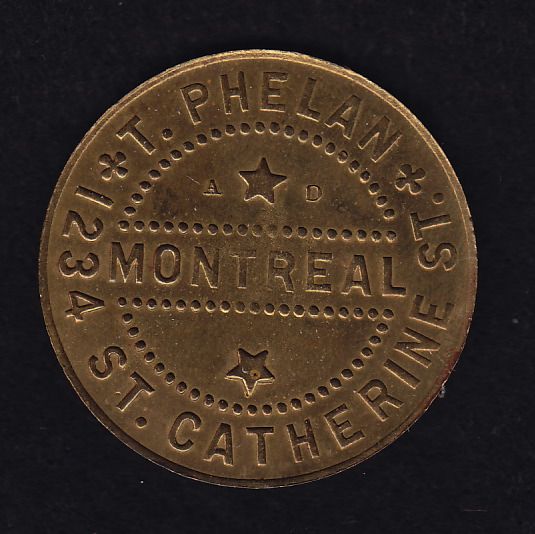 T. PHELAN
A D
MONTREAL
1234 ST. CATHERINE ST.